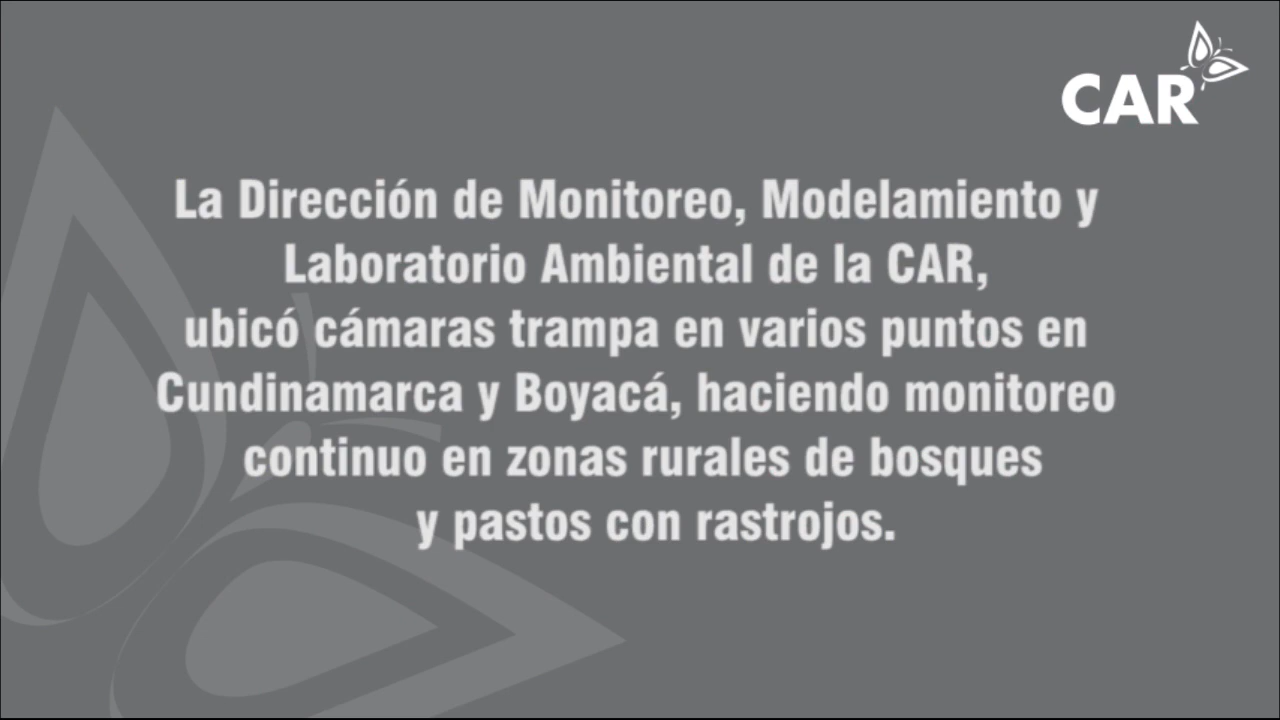 CAR
La Dirección de Monitoreo, Modelamiento y
Laboratorio Ambiental de la CAR,
ubicó cámaras trampa en varios puntos en
Cundinamarca y Boyacá, haciendo monitoreo
continuo en zonas rurales de bosques
y pastos con rastrojos.